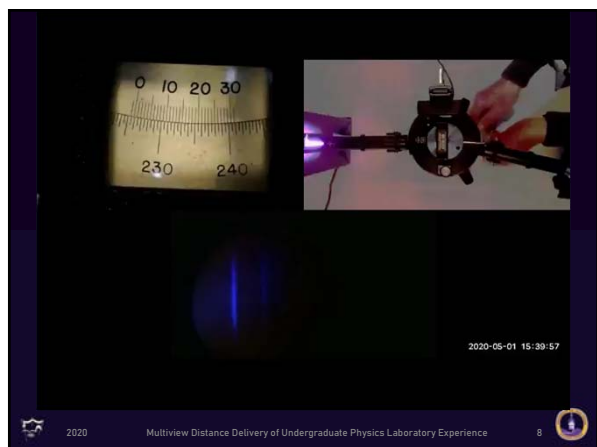 0 10 20 30
230 240
2020-05-01 15:39:57
2020 Multiview Distance Delivery of Undergraduate Physics Laboratory Experience 8